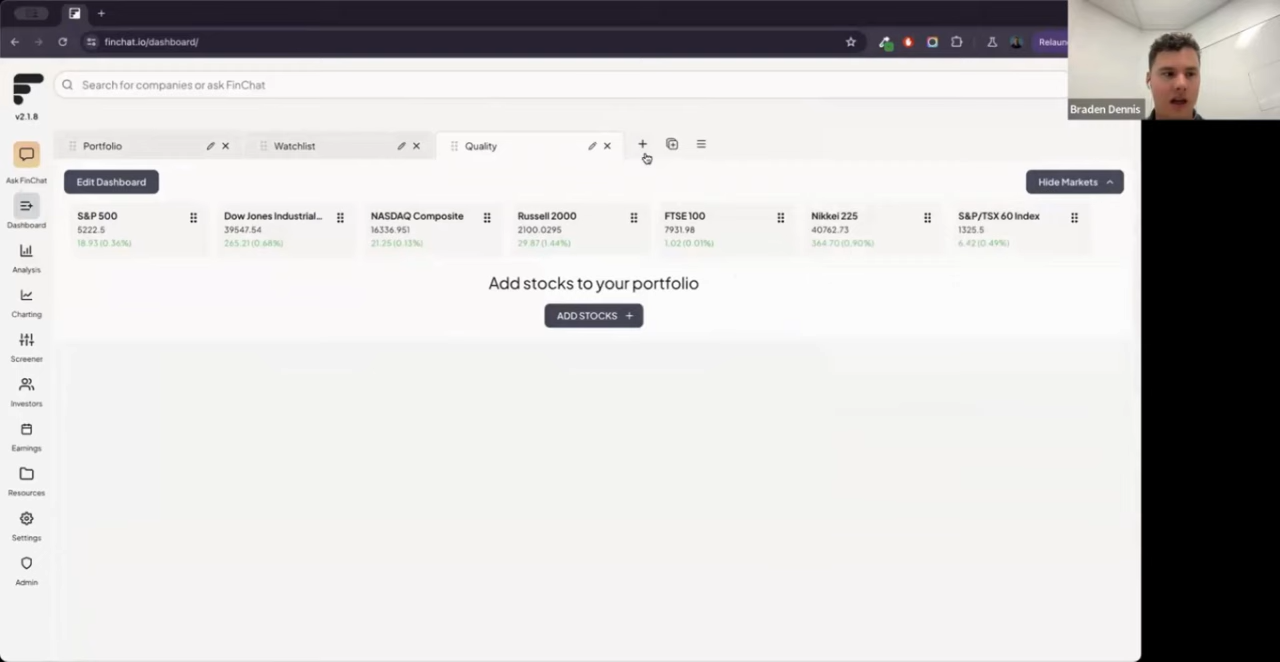 finchat.io/dashboard/
Relaun
Braden Dennis
Search for companies or ask FinChat
v2.1.8
Portfolio
Watchlist
Quality
Ask FinChat
Edit Dashboard
Hide Markets
Dashboard
S&P 500
5222.5
18.93 (0.36%)
Dow Jones Industrial...
39547.54
265.21 (0.68%)
NASDAQ Composite
16336.951
21.25 (0.13%)
Russell 2000
2100.0295
29.87 (1.44%)
FTSE 100
7931.98
1.02 (0.01%)
Nikkei 225
40762.73
364.70 (0.90%)
S&P/TSX 60 Index
1325.5
6.42 (0.49%)
Add stocks to your portfolio
ADD STOCKS +
Analysis
Charting
Screener
Investors
Earnings
Resources
Settings
Admin